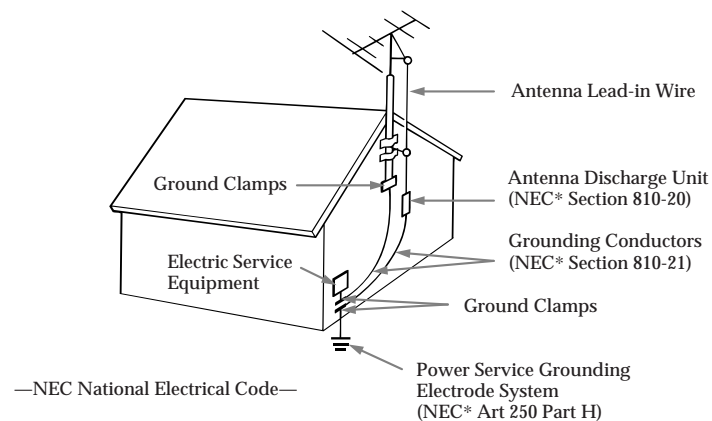 Antenna Lead-in Wire
Ground Clamps
Antenna Discharge Unit
(NEC* Section 810-20)
Grounding Conductors
(NEC* Section 810-21)
Electric Service
Equipment
Ground Clamps
Power Service Grounding
Electrode System
(NEC* Art 250 Part H)
—NEC National Electrical Code—